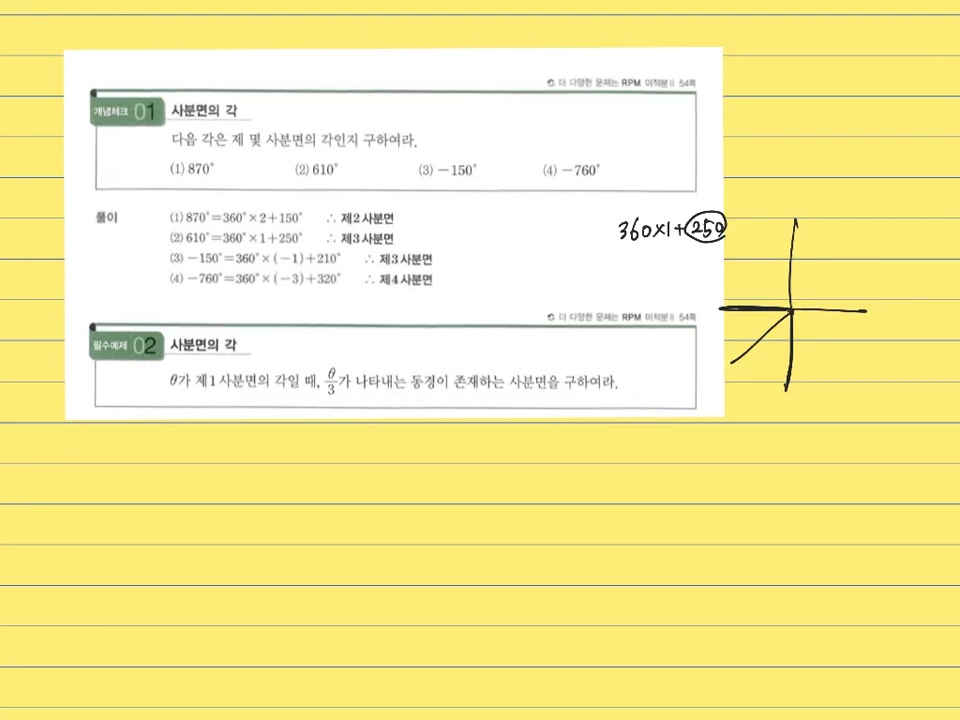 더 다양한 문제는 RPM 미적분 II 54쪽
개념체크 01 사분면의 각
다음 각은 제 몇 사분면의 각인지 구하여라.
(1) 870° (2) 610° (3) -150° (4) -760°
풀이 (1) 870°=360°×2+150° ∴ 제2사분면
(2) 610°=360°×1+250° ∴ 제3사분면
(3) -150°=360°×(-1)+210° ∴ 제3사분면
(4) -760°=360°×(-3)+320° ∴ 제4사분면
360×1+250
더 다양한 문제는 RPM 미적분 II 54쪽
필수예제 02 사분면의 각
θ가 제1사분면의 각일 때, θ/3가 나타내는 동경이 존재하는 사분면을 구하여라.